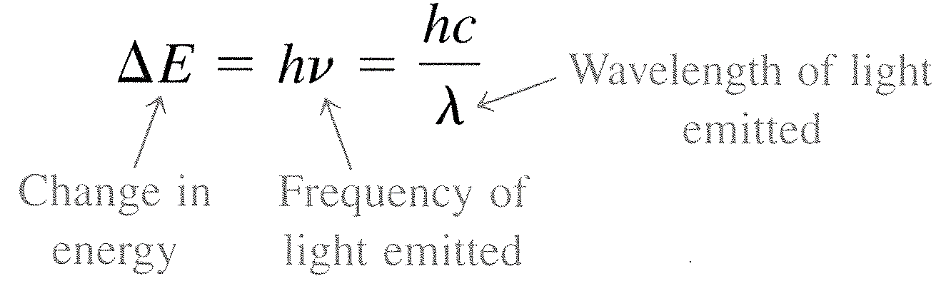 ΔE = hν = hc/λ
Wavelength of light
emitted
Change in
energy
Frequency of
light emitted